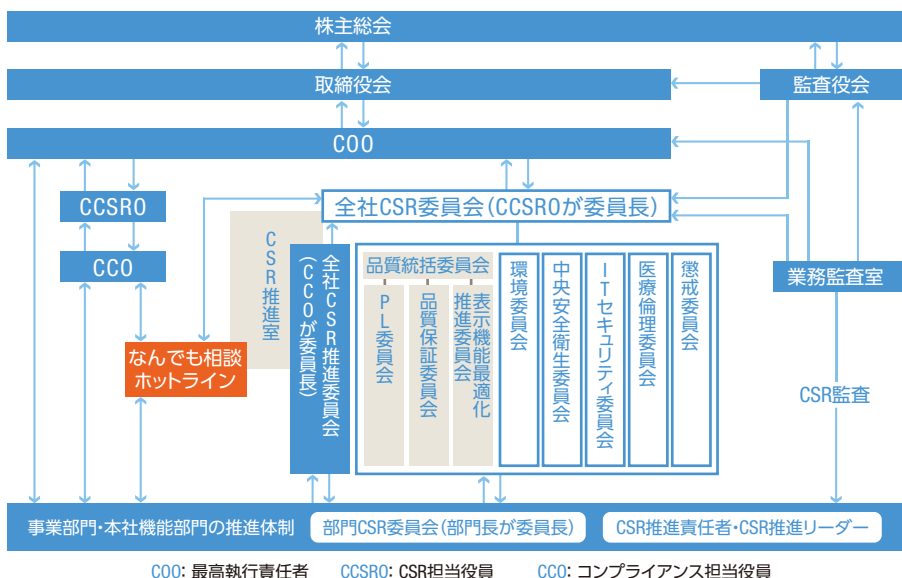 株主総会
取締役会
監査役会
COO
CCSRO
全社CSR委員会(CCSROが委員長)
CCO
CSR推進室
全社CSR推進委員会
(CCOが委員長)
品質統括委員会
PL委員会
品質保証委員会
表示機能最適化
推進委員会
環境委員会
中央安全衛生委員会
ITセキュリティ委員会
医療倫理委員会
懲戒委員会
業務監査室
なんでも相談
ホットライン
CSR監査
事業部門・本社機能部門の推進体制 部門CSR委員会(部門長が委員長) CSR推進責任者・CSR推進リーダー
COO: 最高執行責任者 CCSRO: CSR担当役員 CCO: コンプライアンス担当役員